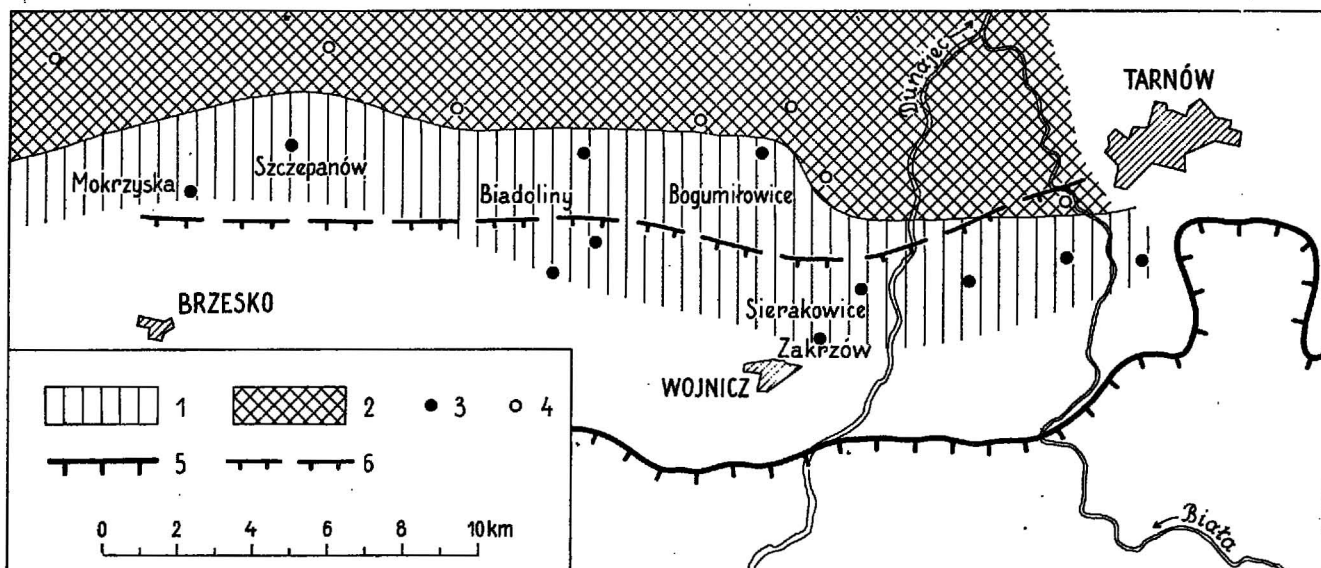 Dunajec
TARNÓW
Szczepanów
Mokrzyska
Biadoliny
Bogumiłowice
BRZESKO
Sierakowice
Zakrzów
WOJNICZ
1
2
3
4
5
6
0 2 4 6 8 10km
Biała